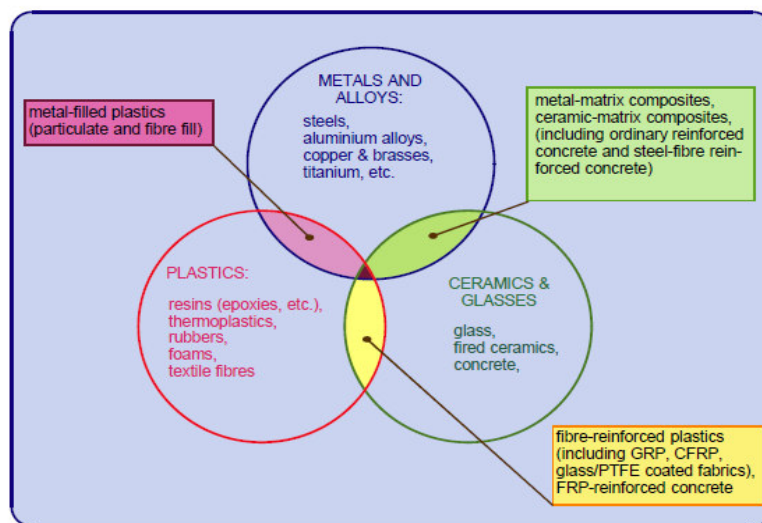 METALS AND
ALLOYS:
steels,
aluminium alloys,
copper & brasses,
titanium, etc.
metal-filled plastics
(particulate and fibre fill)
metal-matrix composites,
ceramic-matrix composites,
(including ordinary reinforced
concrete and steel-fibre rein-
forced concrete)
PLASTICS:
resins (epoxies, etc.),
thermoplastics,
rubbers,
foams,
textile fibres
CERAMICS &
GLASSES
glass,
fired ceramics,
concrete,
fibre-reinforced plastics
(including GRP, CFRP,
glass/PTFE coated fabrics),
FRP-reinforced concrete